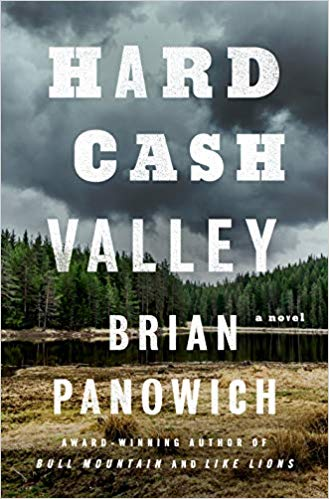 HARD
CASH
VALLEY
a novel
BRIAN
PANOWICH
AWARD-WINNING AUTHOR OF
BULL MOUNTAIN AND LIKE LIONS